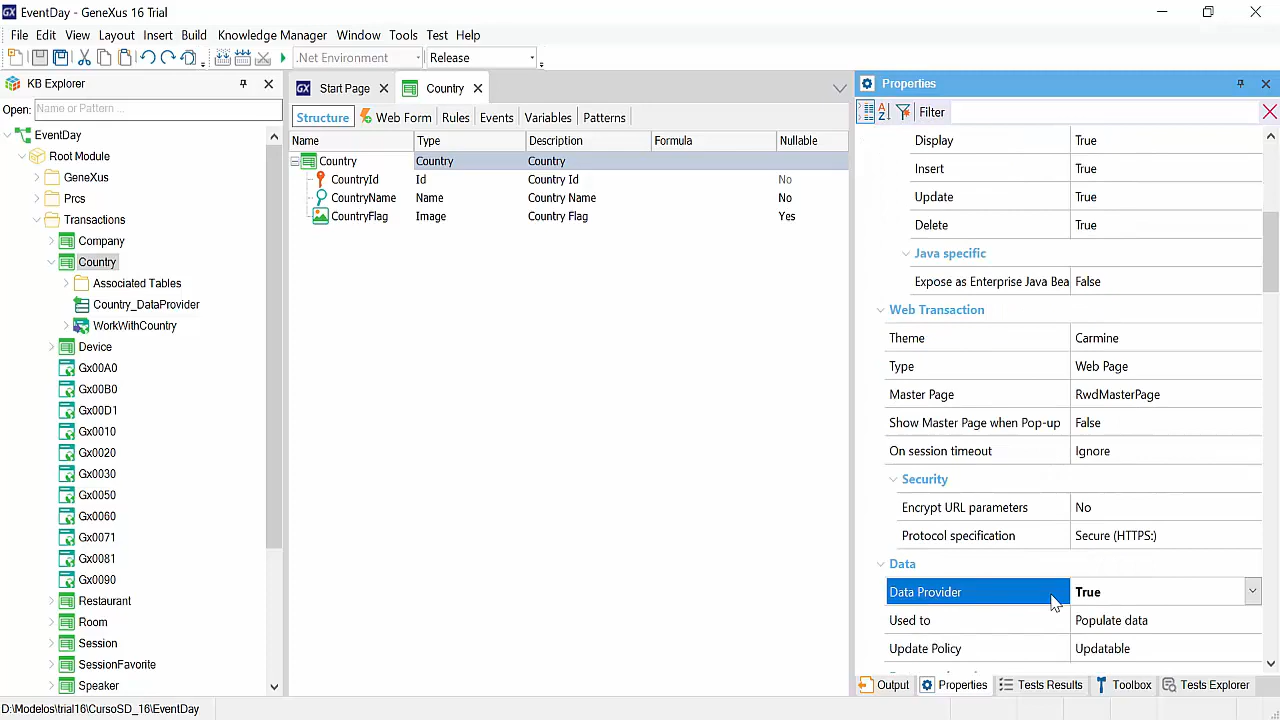 EventDay - GeneXus 16 Trial
File Edit View Layout Insert Build Knowledge Manager Window Tools Test Help
.Net Environment Release
KB Explorer
Open: Name or Pattern ...
EventDay
Root Module
GeneXus
Prcs
Transactions
Company
Country
Associated Tables
Country_DataProvider
WorkWithCountry
Device
Gx00A0
Gx00B0
Gx00D1
Gx0010
Gx0020
Gx0030
Gx0050
Gx0060
Gx0071
Gx0081
Gx0090
Restaurant
Room
Session
SessionFavorite
Speaker
Start Page Country
Structure Web Form Rules Events Variables Patterns
Name Type Description Formula Nullable
Country Country Country
CountryId Id Country Id No
CountryName Name Country Name No
CountryFlag Image Country Flag Yes
Properties
Filter
Display True
Insert True
Update True
Delete True
Java specific
Expose as Enterprise Java Bea False
Web Transaction
Theme Carmine
Type Web Page
Master Page RwdMasterPage
Show Master Page when Pop-up False
On session timeout Ignore
Security
Encrypt URL parameters No
Protocol specification Secure (HTTPS:)
Data
Data Provider True
Used to Populate data
Update Policy Updatable
Output Properties Tests Results Toolbox Tests Explorer
D:\Modelos\trial16\CursoSD_16\EventDay